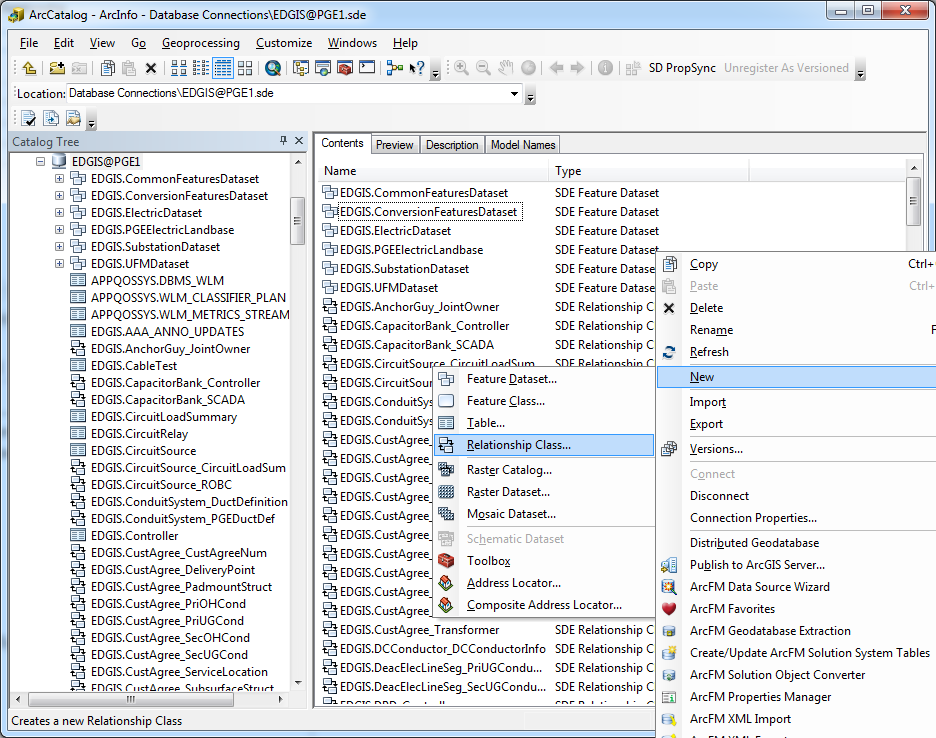 ArcCatalog - ArcInfo - Database Connections\EDGIS@PGE1.sde
File Edit View Go Geoprocessing Customize Windows Help
SD PropSync Unregister As Versioned
Location: Database Connections\EDGIS@PGE1.sde
Catalog Tree
EDGIS@PGE1
EDGIS.CommonFeaturesDataset
EDGIS.ConversionFeaturesDataset
EDGIS.ElectricDataset
EDGIS.PGEElectricLandbase
EDGIS.SubstationDataset
EDGIS.UFMDataset
APPQOSSYS.DBMS_WLM
APPQOSSYS.WLM_CLASSIFIER_PLAN
APPQOSSYS.WLM_METRICS_STREAM
EDGIS.AAA_ANNO_UPDATES
EDGIS.AnchorGuy_JointOwner
EDGIS.CableTest
EDGIS.CapacitorBank_Controller
EDGIS.CapacitorBank_SCADA
EDGIS.CircuitLoadSummary
EDGIS.CircuitRelay
EDGIS.CircuitSource
EDGIS.CircuitSource_CircuitLoadSum
EDGIS.CircuitSource_ROBC
EDGIS.ConduitSystem_DuctDefinition
EDGIS.ConduitSystem_PGEDuctDef
EDGIS.Controller
EDGIS.CustAgree_CustAgreeNum
EDGIS.CustAgree_DeliveryPoint
EDGIS.CustAgree_PadmountStruct
EDGIS.CustAgree_PriOHCond
EDGIS.CustAgree_PriUGCond
EDGIS.CustAgree_SecOHCond
EDGIS.CustAgree_SecUGCond
EDGIS.CustAgree_ServiceLocation
EDGIS.CustAgree_SubsurfaceStruct
Contents Preview Description Model Names
Name Type
EDGIS.CommonFeaturesDataset SDE Feature Dataset
EDGIS.ConversionFeaturesDataset SDE Feature Dataset
EDGIS.ElectricDataset SDE Feature Dataset
EDGIS.PGEElectricLandbase SDE Feature Dataset
EDGIS.SubstationDataset SDE Feature Dataset
EDGIS.UFMDataset SDE Feature Dataset
EDGIS.AnchorGuy_JointOwner SDE Relationship C
EDGIS.CapacitorBank_Controller SDE Relationship C
EDGIS.CapacitorBank_SCADA SDE Relationship C
EDGIS.CircuitSource_CircuitLoadSum SDE Relationship C
EDGIS.CircuitSour
EDGIS.ConduitSys
EDGIS.ConduitSys
EDGIS.CustAgree_
EDGIS.CustAgree_
EDGIS.CustAgree_
EDGIS.CustAgree_
EDGIS.CustAgree_
EDGIS.CustAgree_
EDGIS.CustAgree_
EDGIS.CustAgree_
EDGIS.CustAgree_
EDGIS.CustAgree_
EDGIS.CustAgree_Transformer SDE Relationship C
EDGIS.DCConductor_DCConductorInfo SDE Relationship C
EDGIS.DeacElecLineSeg_PriUGCondu... SDE Relationship C
EDGIS.DeacElecLineSeg_SecUGCondu... SDE Relationship C
Feature Dataset...
Feature Class...
Table...
Relationship Class...
Raster Catalog...
Raster Dataset...
Mosaic Dataset...
Schematic Dataset
Toolbox
Address Locator...
Composite Address Locator...
Copy Ctrl+
Paste Ctrl+
Delete
Rename F
Refresh
New
Import
Export
Versions...
Connect
Disconnect
Connection Properties...
Distributed Geodatabase
Publish to ArcGIS Server...
ArcFM Data Source Wizard
ArcFM Favorites
ArcFM Geodatabase Extraction
Create/Update ArcFM Solution System Tables
ArcFM Solution Object Converter
ArcFM Properties Manager
ArcFM XML Import
Creates a new Relationship Class